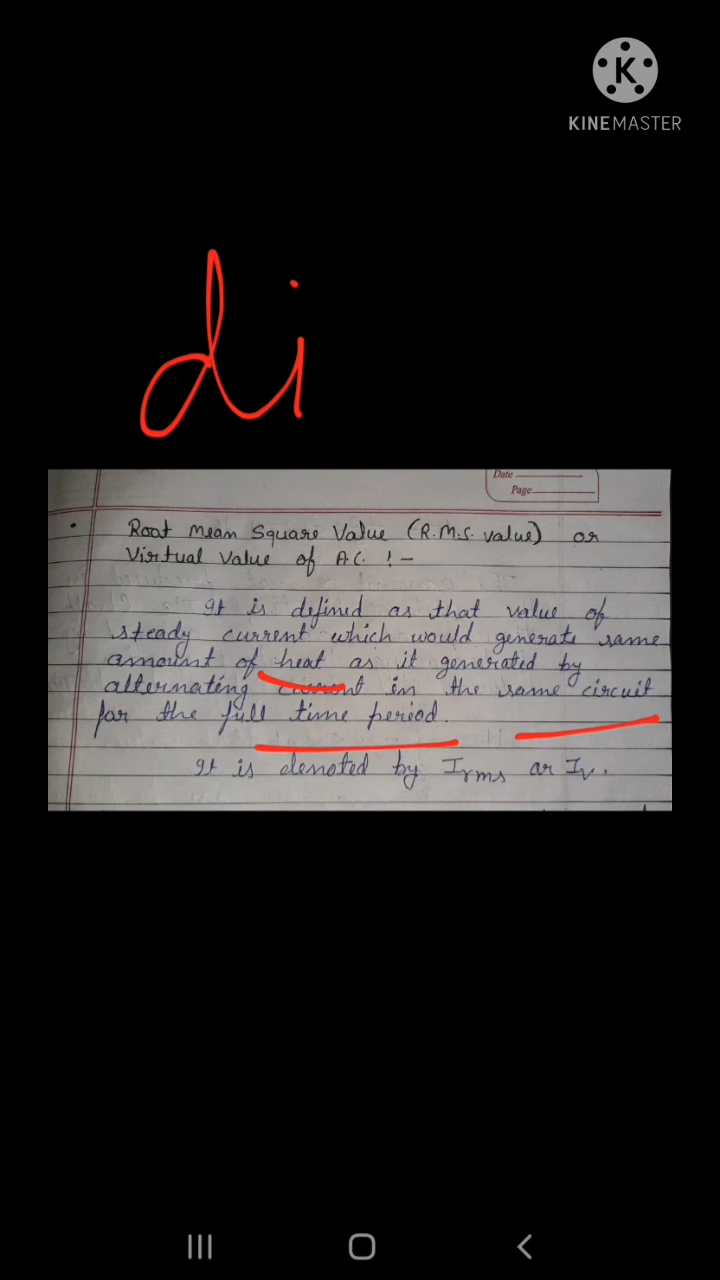 KINEMASTER
di
Date
Page
Root Mean Square Value (R.M.S. value) or
Virtual Value of A.C. :-
It is defined as that value of
steady current which would generate same
amount of heat as it generated by
alternating current in the same circuit
for the full time period.
It is denoted by Irms or Iv.